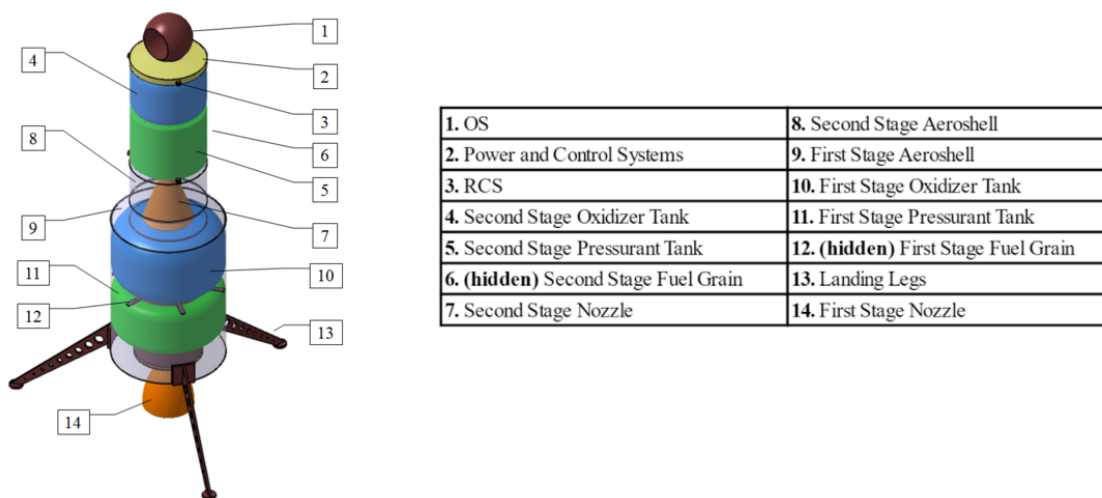 1
4
2
3
8
6
5
9
7
11
10
12
13
14
1. OS
8. Second Stage Aeroshell
2. Power and Control Systems
9. First Stage Aeroshell
3. RCS
10. First Stage Oxidizer Tank
4. Second Stage Oxidizer Tank
11. First Stage Pressurant Tank
5. Second Stage Pressurant Tank
12. (hidden) First Stage Fuel Grain
6. (hidden) Second Stage Fuel Grain
13. Landing Legs
7. Second Stage Nozzle
14. First Stage Nozzle